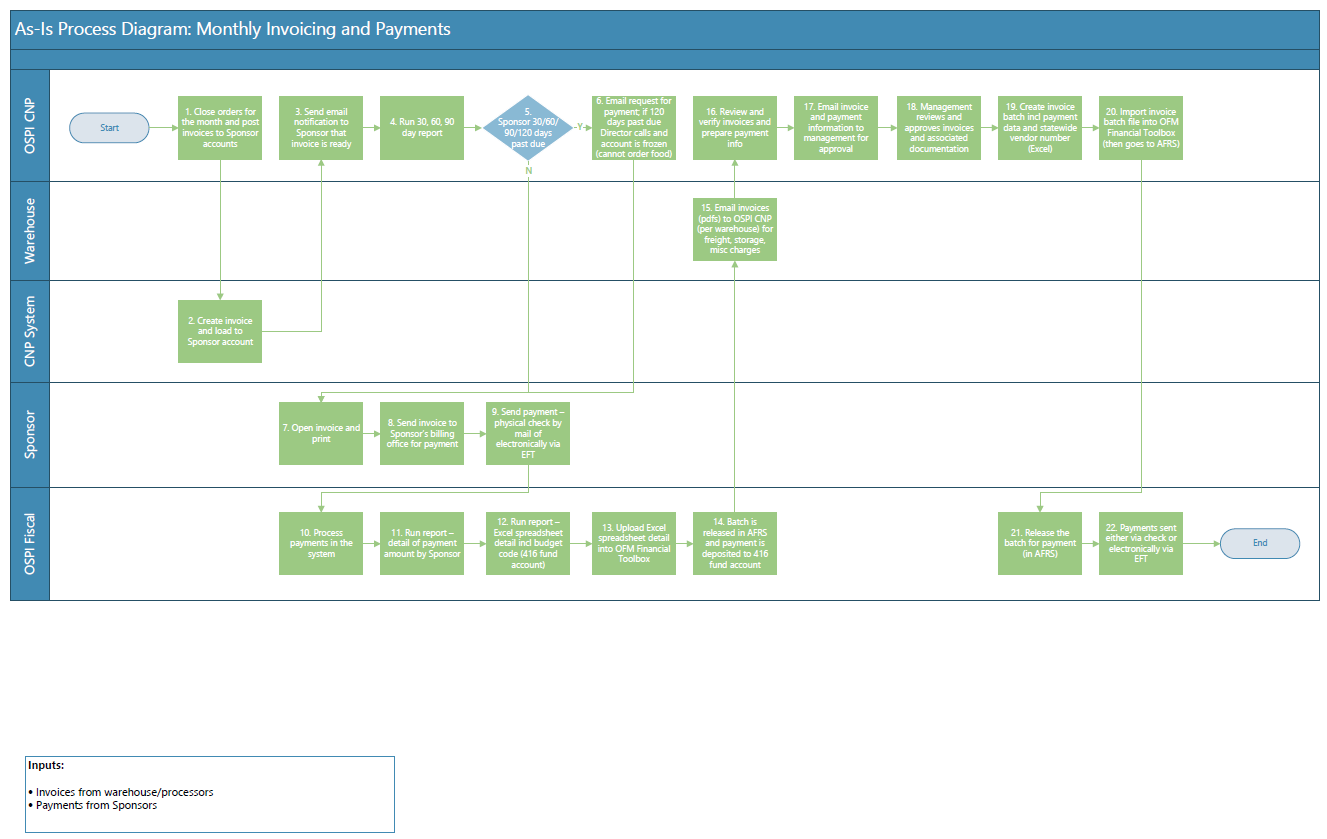 As-Is Process Diagram: Monthly Invoicing and Payments
OSPI CNP
Start
1. Close orders for
the month and post
invoices to Sponsor
accounts
3. Send email
notification to
Sponsor that
invoice is ready
4. Run 30, 60, 90
day report
5.
Sponsor 30/60/
90/120 days
past due
Y
N
6. Email request for
payment; if 120
days past due
Director calls and
account is frozen
(cannot order food)
16. Review and
verify invoices and
prepare payment
info
17. Email invoice
and payment
information to
management for
approval
18. Management
reviews and
approves invoices
and associated
documentation
19. Create invoice
batch incl payment
data and statewide
vendor number
(Excel)
20. Import invoice
batch file into OFM
Financial Toolbox
(then goes to AFRS)
Warehouse
15. Email invoices
(pdfs) to OSPI CNP
(per warehouse) for
freight, storage,
misc charges
CNP System
2. Create invoice
and load to
Sponsor account
Sponsor
7. Open invoice and
print
8. Send invoice to
Sponsor's billing
office for payment
9. Send payment –
physical check by
mail of
electronically via
EFT
OSPI Fiscal
10. Process
payments in the
system
11. Run report –
detail of payment
amount by Sponsor
12. Run report –
Excel spreadsheet
detail incl budget
code (416 fund
account)
13. Upload Excel
spreadsheet detail
into OFM Financial
Toolbox
14. Batch is
released in AFRS
and payment is
deposited to 416
fund account
21. Release the
batch for payment
(in AFRS)
22. Payments sent
either via check or
electronically via
EFT
End
Inputs:
• Invoices from warehouse/processors
• Payments from Sponsors